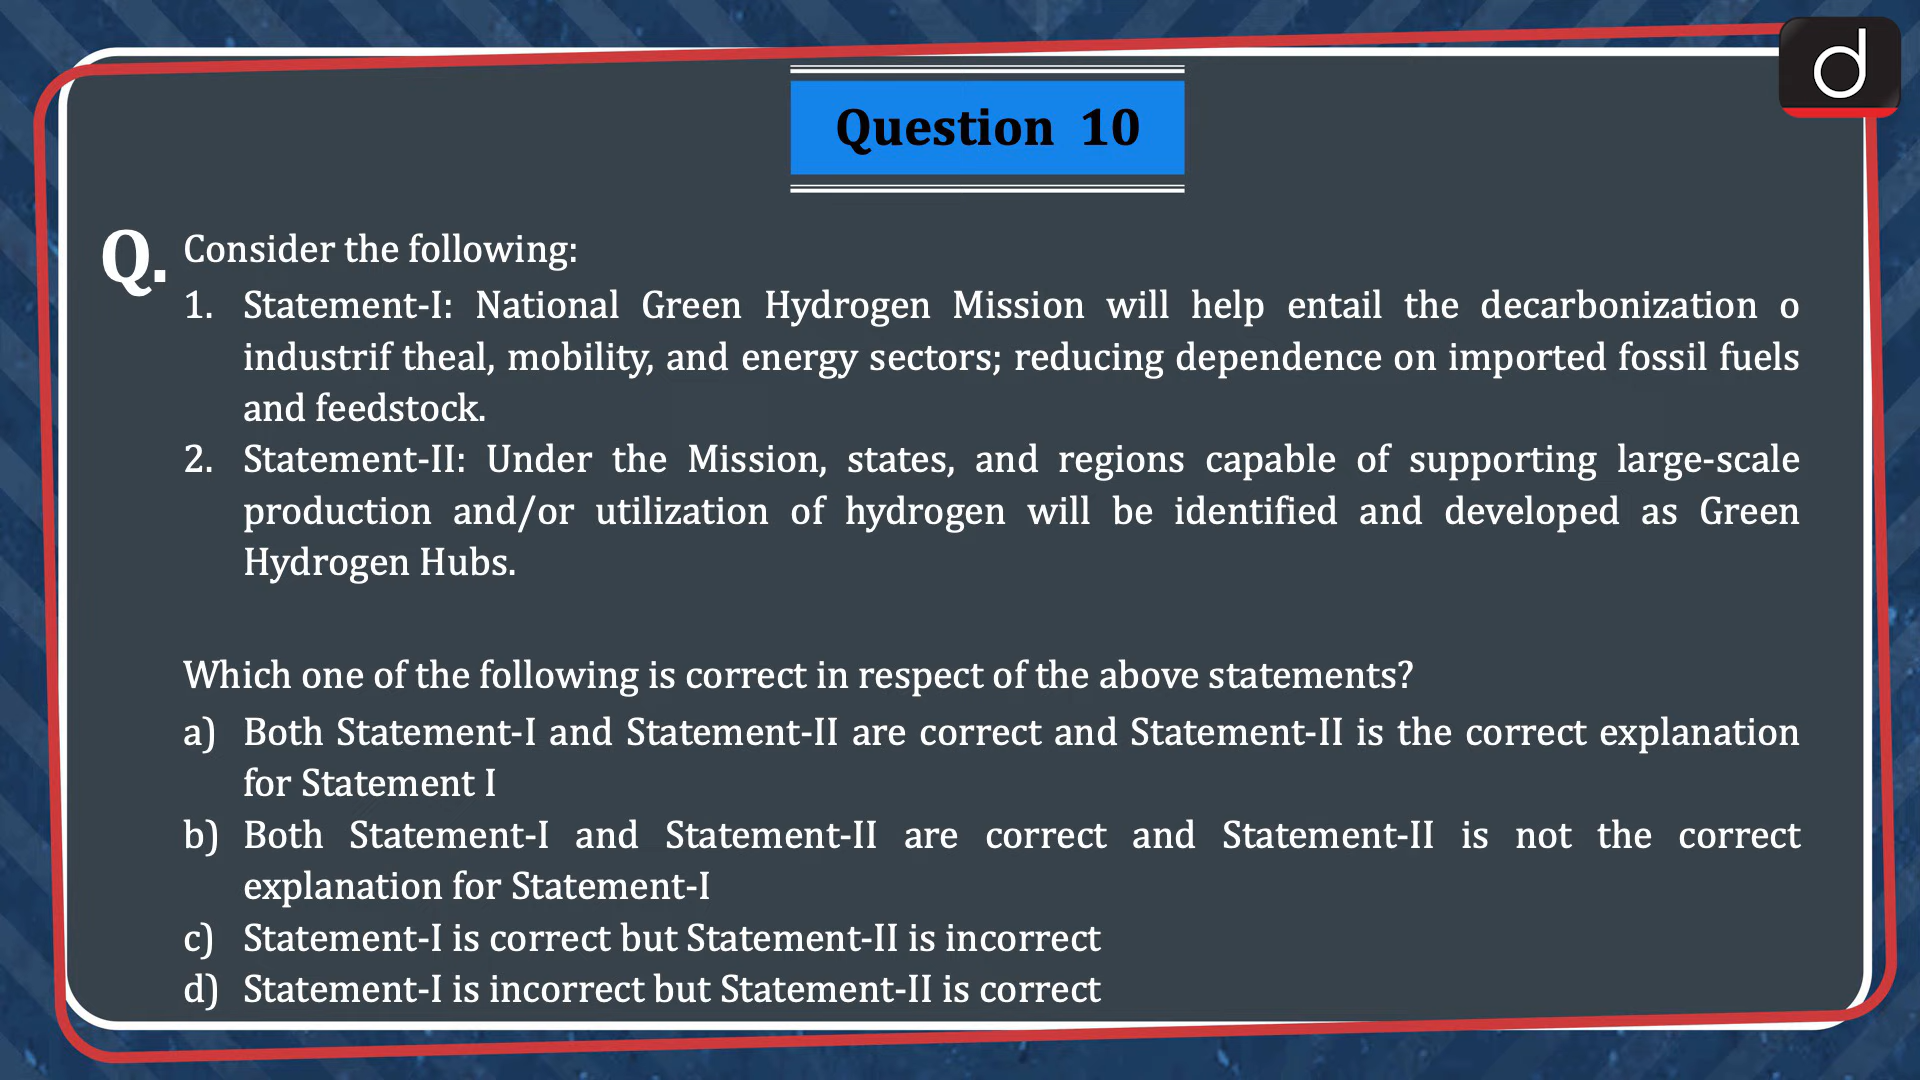 d
Question 10
Q. Consider the following:
1. Statement-I: National Green Hydrogen Mission will help entail the decarbonization o
industrif theal, mobility, and energy sectors; reducing dependence on imported fossil fuels
and feedstock.
2. Statement-II: Under the Mission, states, and regions capable of supporting large-scale
production and/or utilization of hydrogen will be identified and developed as Green
Hydrogen Hubs.
Which one of the following is correct in respect of the above statements?
a) Both Statement-I and Statement-II are correct and Statement-II is the correct explanation
for Statement I
b) Both Statement-I and Statement-II are correct and Statement-II is not the correct
explanation for Statement-I
c) Statement-I is correct but Statement-II is incorrect
d) Statement-I is incorrect but Statement-II is correct